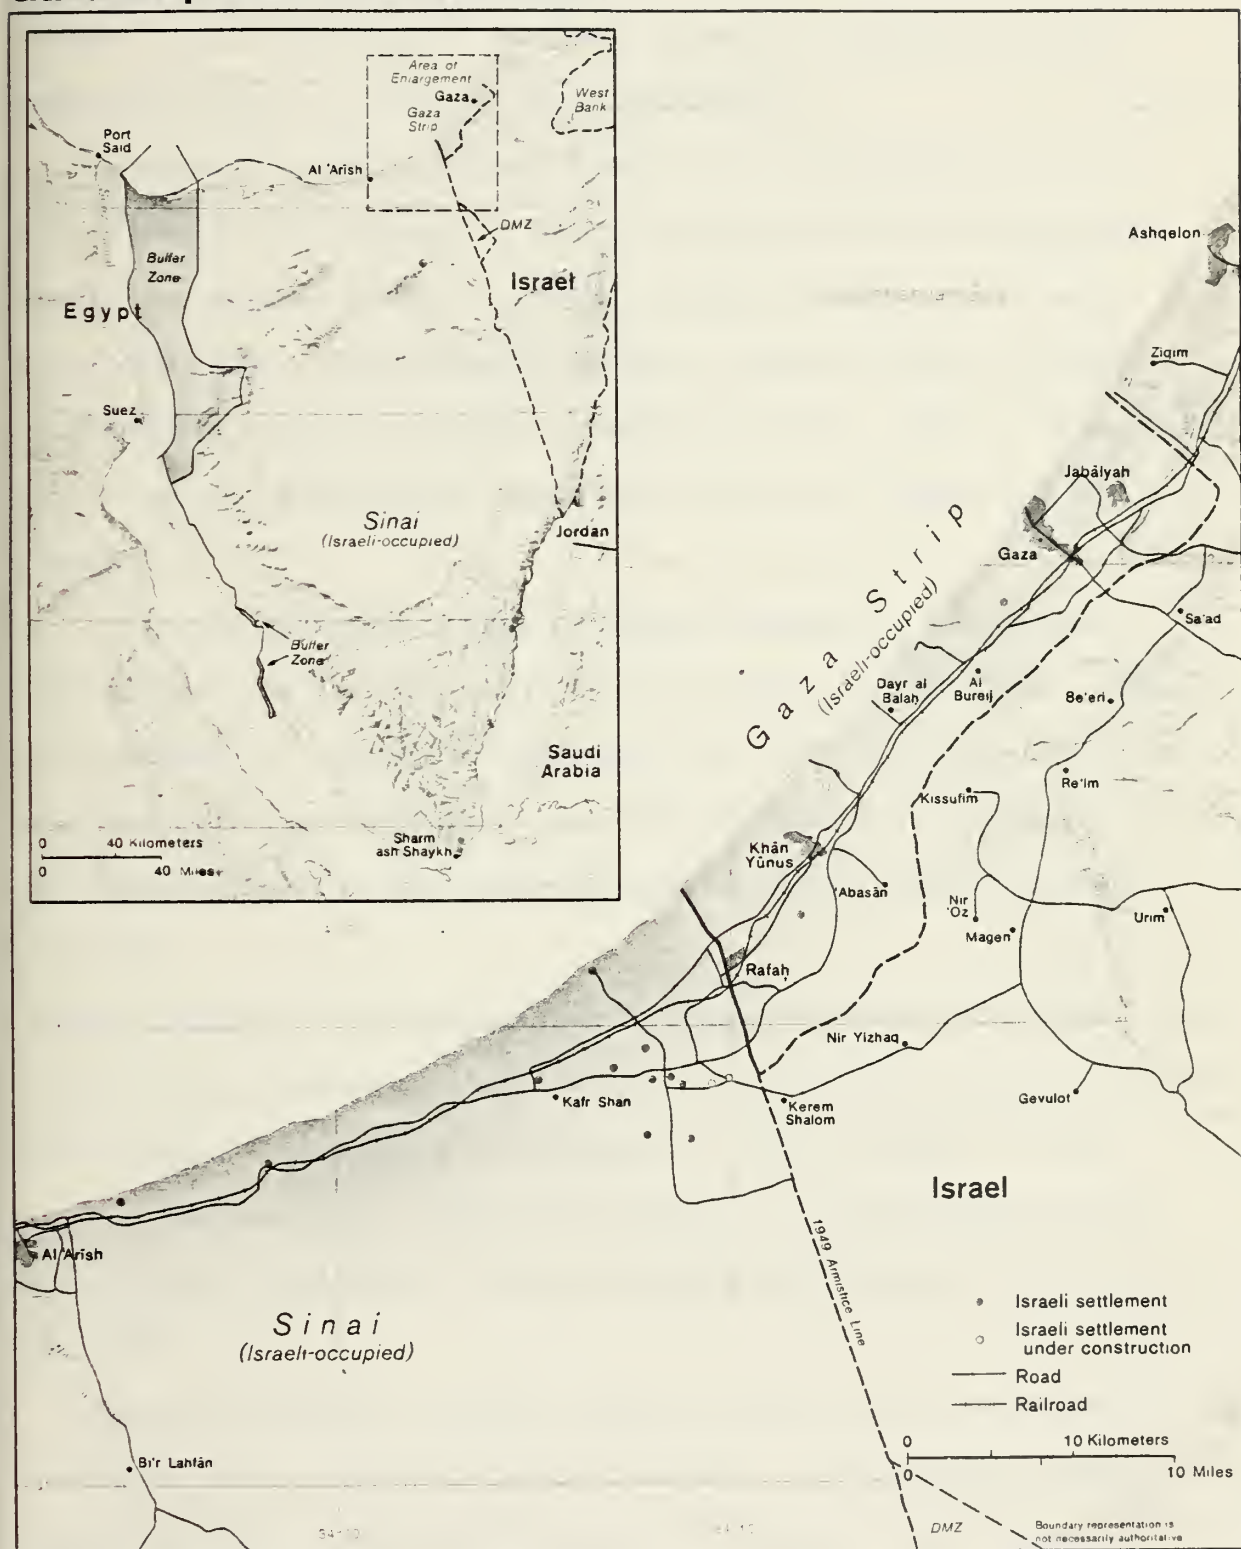 Area of
Enlargement
Gaza
Gaza
Strip
West
Bank
Port
Said
Al 'Arīsh
DMZ
Buffer
Zone
Israel
Egypt
Suez
Sinai
(Israeli-occupied)
Jordan
Buffer
Zone
Saudi
Arabia
Sharm
ash Shaykh
0 40 Kilometers
0 40 Miles
Ashqelon
Ziqim
Jabālyah
Gaza
Gaza Strip
(Israeli-occupied)
Sa'ad
Dayr al
Balaḥ
Al
Bureij
Be'eri
Re'im
Kissufim
Khān
Yūnus
'Abasān
Nir
'Oz
Magen
Urim
Rafaḥ
Nir Yizhaq
Kafr Shan
Kerem
Shalom
Gevulot
Israel
1949 Armistice Line
Al 'Arīsh
Sinai
(Israeli-occupied)
Bi'r Lahfān
Israeli settlement
Israeli settlement
under construction
Road
Railroad
0 10 Kilometers
0 10 Miles
DMZ
Boundary representation is
not necessarily authoritative